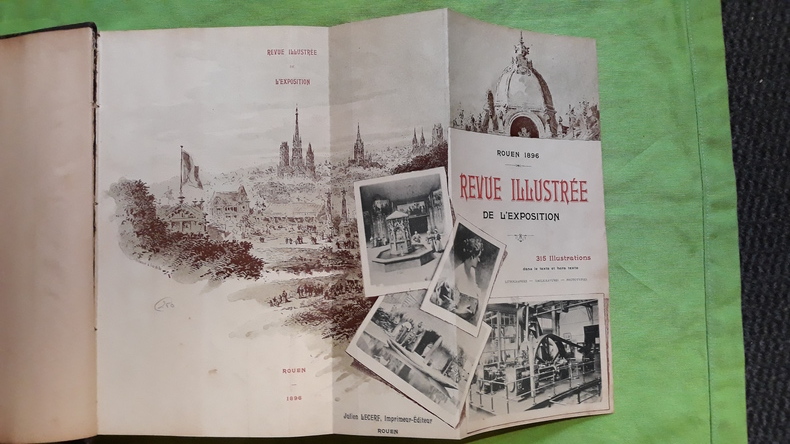 REVUE ILLUSTRÉE
DE
L'EXPOSITION
ROUEN
1896
ROUEN 1896
REVUE ILLUSTRÉE
DE L'EXPOSITION
315 Illustrations
dans le texte et hors texte
Julien LECERF, Imprimeur-Editeur
ROUEN